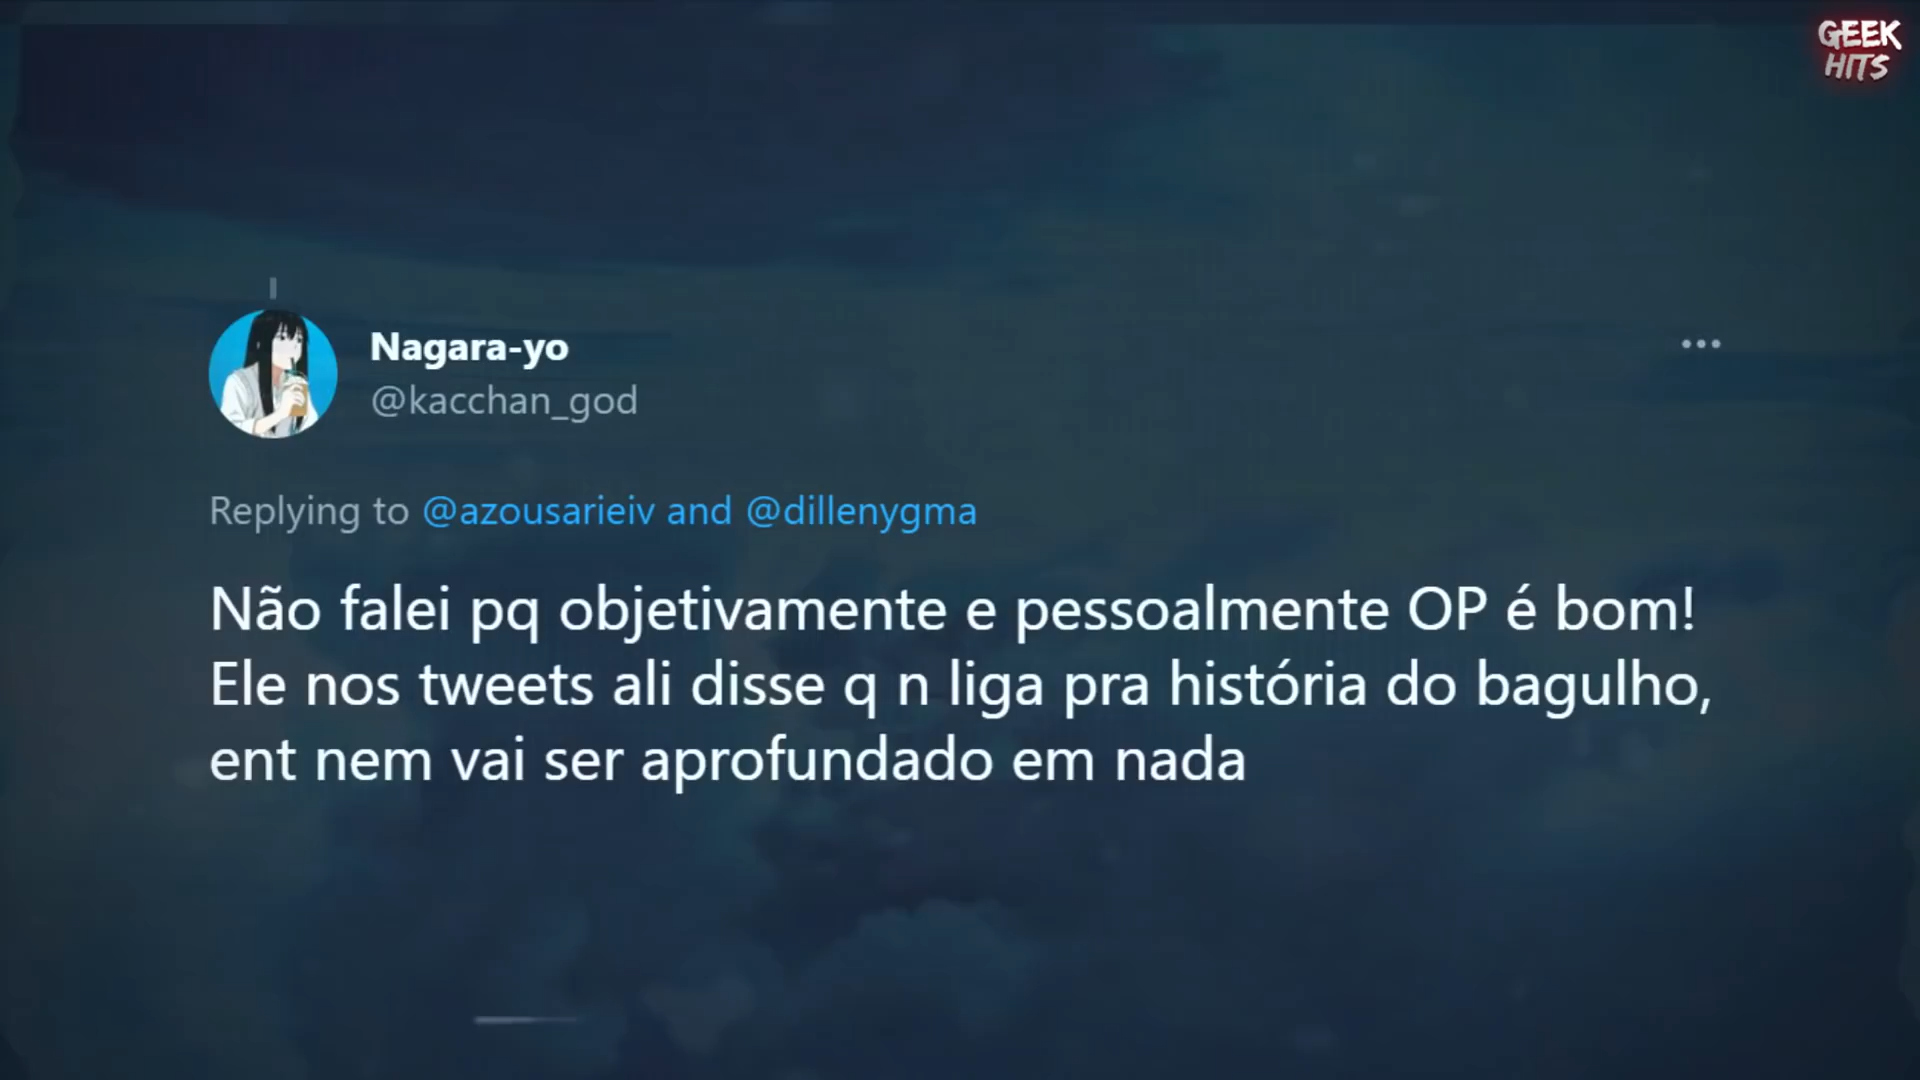 GEEK
HITS
Nagara-yo
@kacchan_god
Replying to @azousarieiv and @dillenygma
Não falei pq objetivamente e pessoalmente OP é bom!
Ele nos tweets ali disse q n liga pra história do bagulho,
ent nem vai ser aprofundado em nada